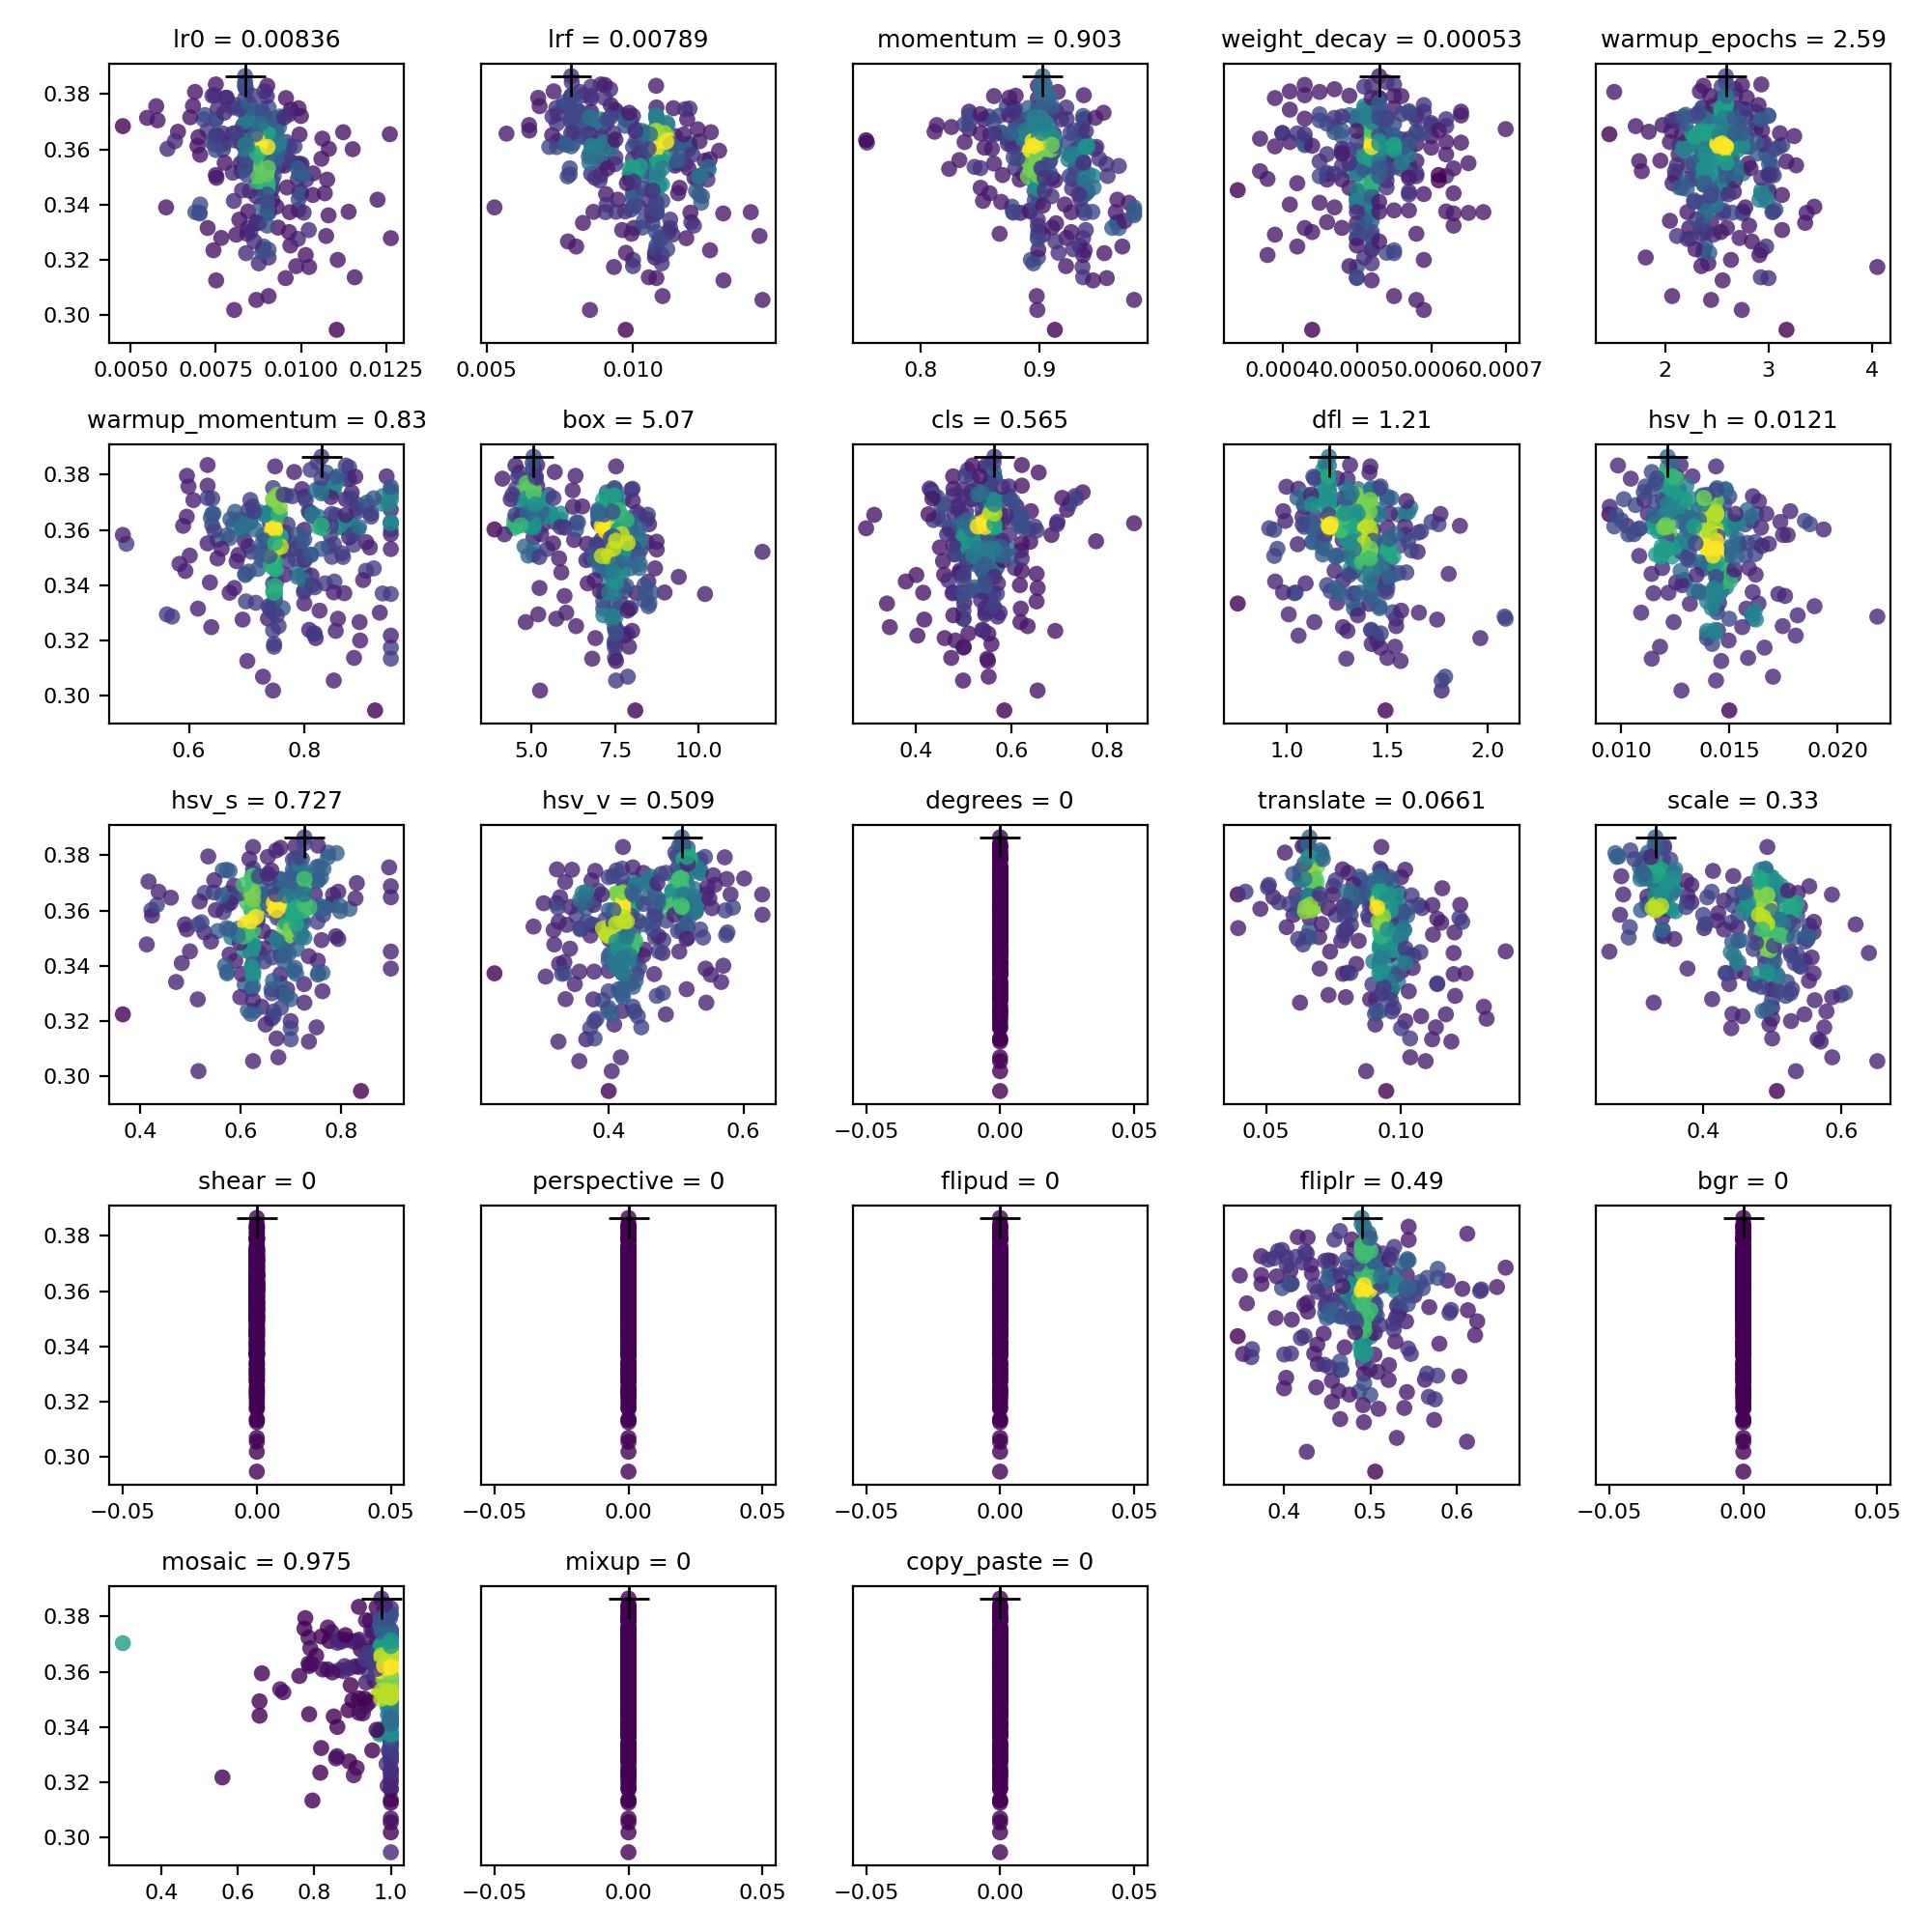 lr0 = 0.00836
lrf = 0.00789
momentum = 0.903
weight_decay = 0.00053
warmup_epochs = 2.59
0.38
0.36
0.34
0.32
0.30
0.0050 0.0075 0.0100 0.0125
0.005 0.010
0.8 0.9
0.0004 0.0005 0.0006 0.0007
2 3 4
warmup_momentum = 0.83
box = 5.07
cls = 0.565
dfl = 1.21
hsv_h = 0.0121
0.38
0.36
0.34
0.32
0.30
0.6 0.8
5.0 7.5 10.0
0.4 0.6 0.8
1.0 1.5 2.0
0.010 0.015 0.020
hsv_s = 0.727
hsv_v = 0.509
degrees = 0
translate = 0.0661
scale = 0.33
0.38
0.36
0.34
0.32
0.30
0.4 0.6 0.8
0.4 0.6
−0.05 0.00 0.05
0.05 0.10
0.4 0.6
shear = 0
perspective = 0
flipud = 0
fliplr = 0.49
bgr = 0
0.38
0.36
0.34
0.32
0.30
−0.05 0.00 0.05
−0.05 0.00 0.05
−0.05 0.00 0.05
0.4 0.5 0.6
−0.05 0.00 0.05
mosaic = 0.975
mixup = 0
copy_paste = 0
0.38
0.36
0.34
0.32
0.30
0.4 0.6 0.8 1.0
−0.05 0.00 0.05
−0.05 0.00 0.05